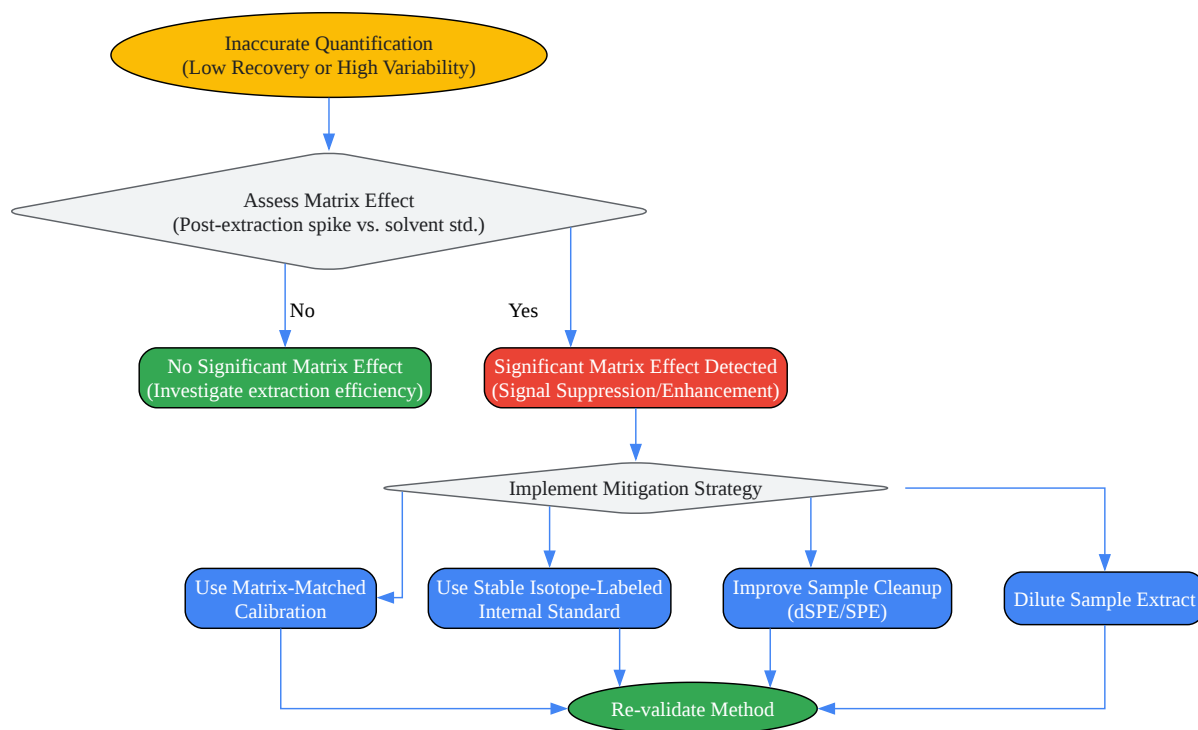 Inaccurate Quantification
(Low Recovery or High Variability)
Assess Matrix Effect
(Post-extraction spike vs. solvent std.)
No
Yes
No Significant Matrix Effect
(Investigate extraction efficiency)
Significant Matrix Effect Detected
(Signal Suppression/Enhancement)
Implement Mitigation Strategy
Use Matrix-Matched
Calibration
Use Stable Isotope-Labeled
Internal Standard
Improve Sample Cleanup
(dSPE/SPE)
Dilute Sample Extract
Re-validate Method